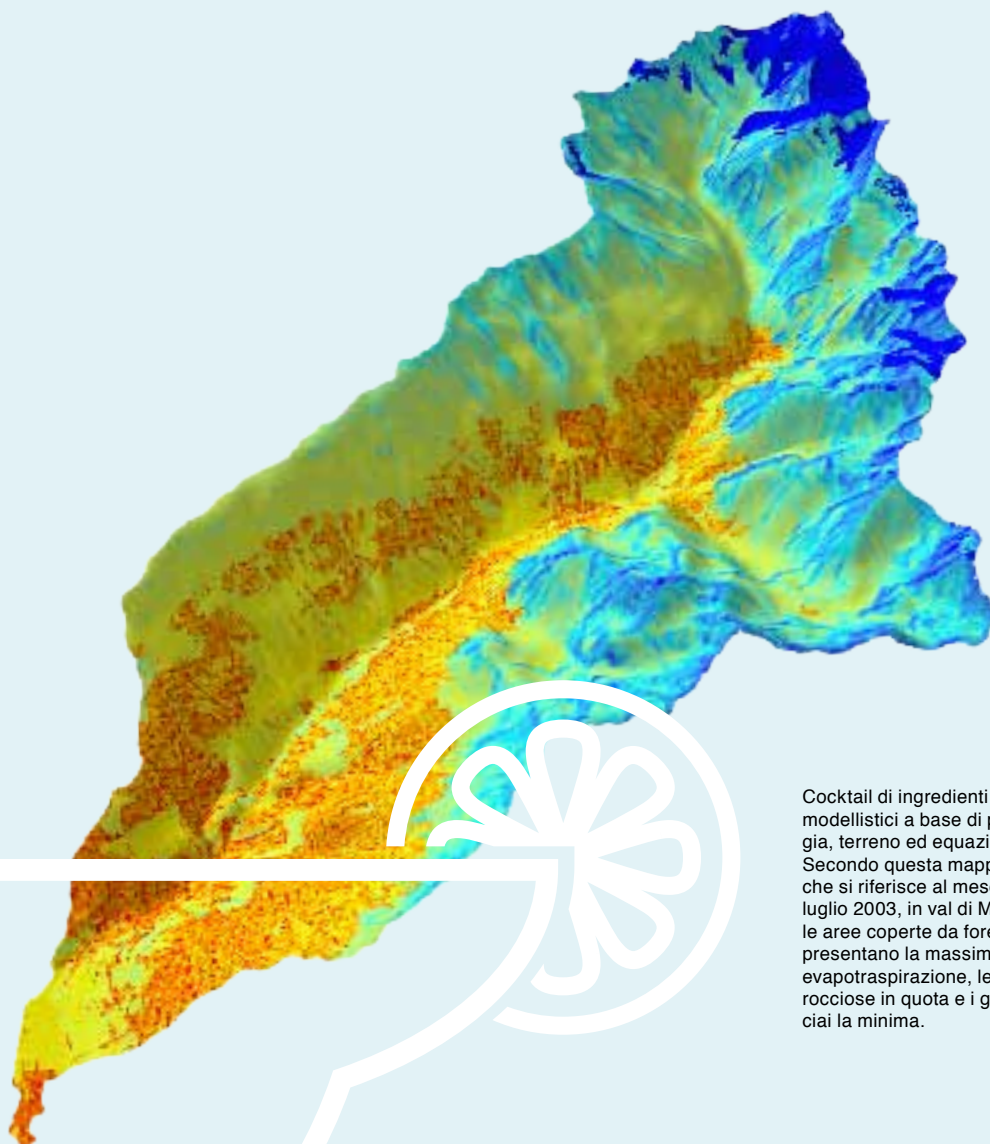 Cocktail di ingredienti
modellistici a base di
gia, terreno ed
Secondo questa
che si riferisce al
luglio 2003, in val di
le aree coperte da
presentano la
evapotraspirazione, le
rocciose in quota e i
ciai la minima.